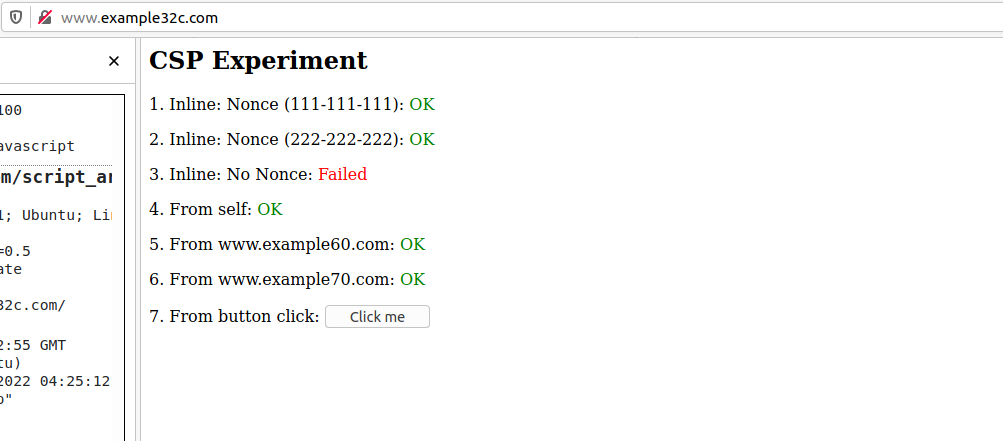 www.example32c.com
CSP Experiment
1. Inline: Nonce (111-111-111): OK
2. Inline: Nonce (222-222-222): OK
3. Inline: No Nonce: Failed
4. From self: OK
5. From www.example60.com: OK
6. From www.example70.com: OK
7. From button click: Click me
100
avascript
m/script_ar
1; Ubuntu; Li
=0.5
ate
32c.com/
2:55 GMT
tu)
2022 04:25:12
o"